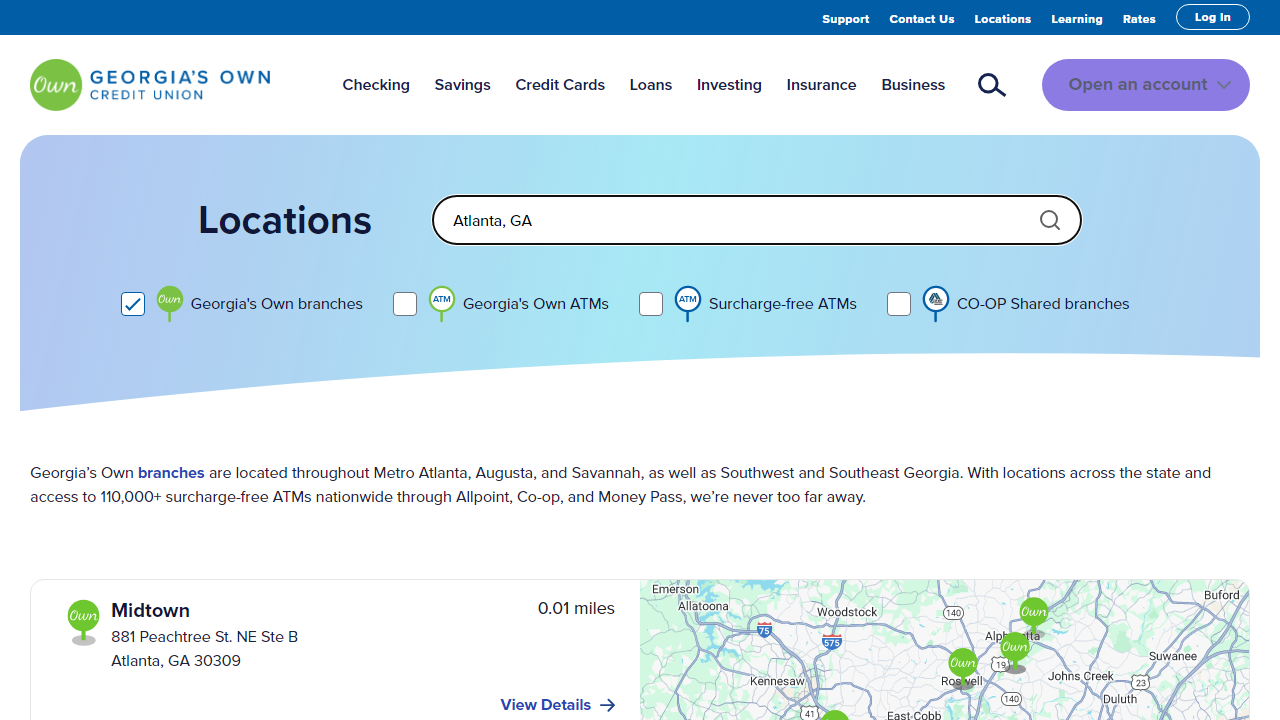 Support Contact Us Locations Learning Rates Log In
Own GEORGIA'S OWN
CREDIT UNION
Checking Savings Credit Cards Loans Investing Insurance Business Open an account
Locations
Atlanta, GA
Own Georgia's Own branches ATM Georgia's Own ATMs ATM Surcharge-free ATMs CO-OP Shared branches
Georgia’s Own branches are located throughout Metro Atlanta, Augusta, and Savannah, as well as Southwest and Southeast Georgia. With locations across the state and
access to 110,000+ surcharge-free ATMs nationwide through Allpoint, Co-op, and Money Pass, we’re never too far away.
Own Midtown 0.01 miles
881 Peachtree St. NE Ste B
Atlanta, GA 30309
View Details
Emerson
Allatoona
Woodstock
140
Buford
Own
75
575
Own
19
Own
Suwanee
Kennesaw
Johns Creek
23
140
Duluth
41
East Cobb